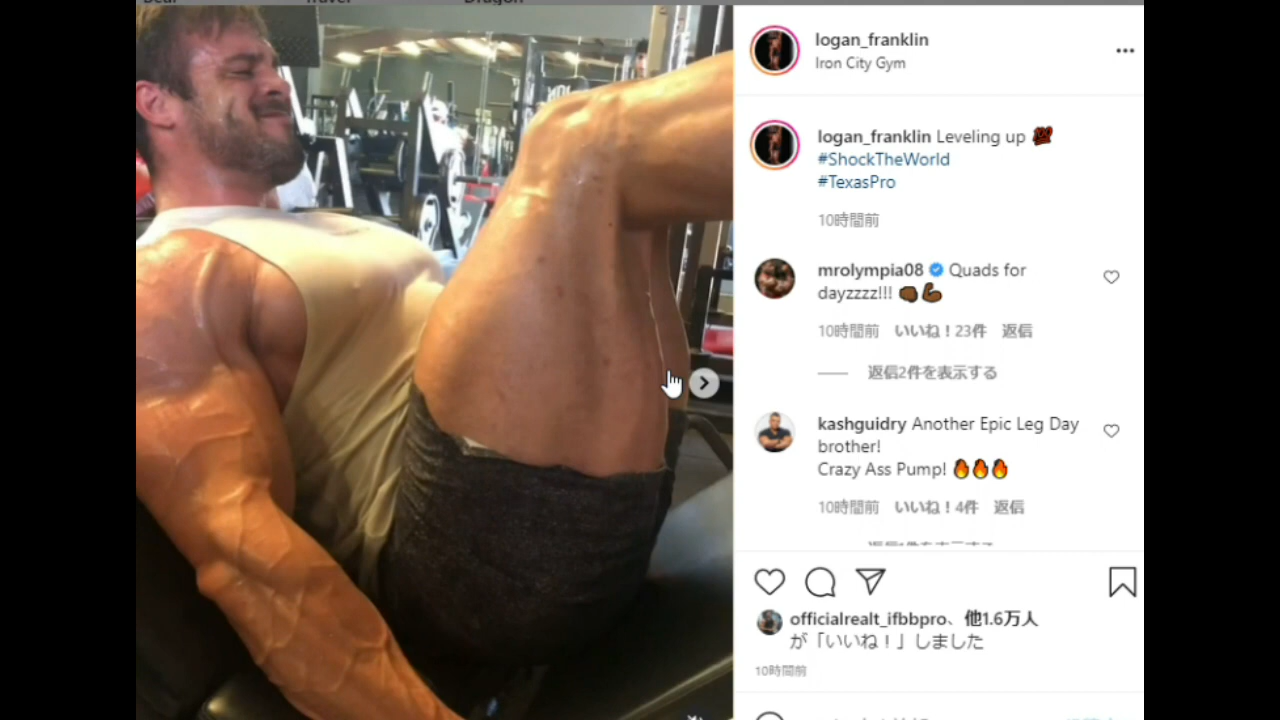 logan_franklin
Iron City Gym
logan_franklin Leveling up 💯
#ShockTheWorld
#TexasPro
10時間前
mrolympia08 Quads for
dayzzzz!!! 👊🏾💪🏾
10時間前 いいね！23件 返信
返信2件を表示する
kashguidry Another Epic Leg Day
brother!
Crazy Ass Pump! 🔥🔥🔥
10時間前 いいね！4件 返信
officialrealt_ifbbpro、他1.6万人
が「いいね！」しました
10時間前